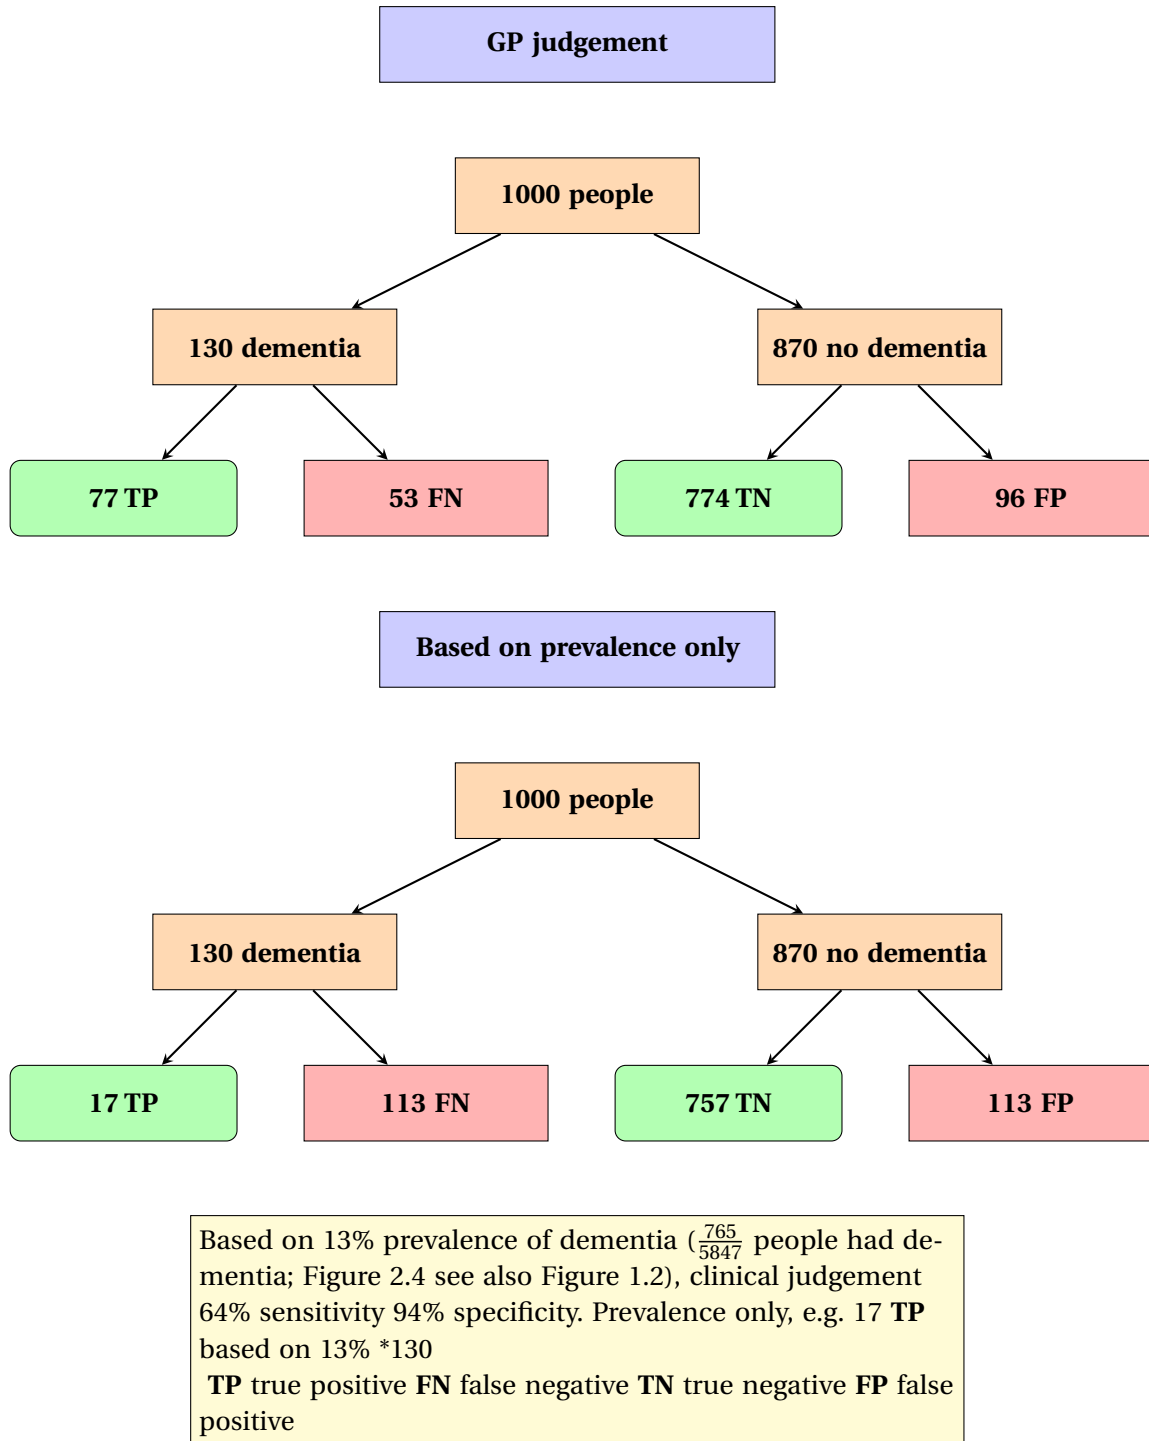 GP judgement
1000 people
130 dementia
870 no dementia
77 TP
53 FN
774 TN
96 FP
Based on prevalence only
1000 people
130 dementia
870 no dementia
17 TP
113 FN
757 TN
113 FP
Based on 13% prevalence of dementia (765/5847 people had de-
mentia; Figure 2.4 see also Figure 1.2), clinical judgement
64% sensitivity 94% specificity. Prevalence only, e.g. 17 TP
based on 13% *130
TP true positive FN false negative TN true negative FP false
positive